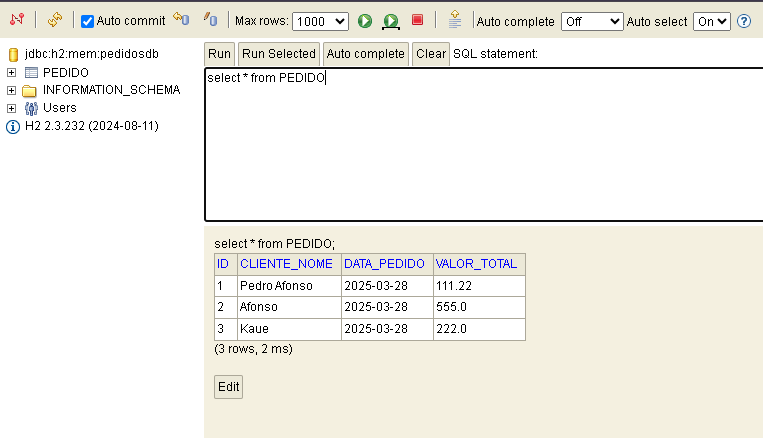 Auto commit Max rows: 1000 Auto complete Off Auto select On
jdbc:h2:mem:pedidosdb
PEDIDO
INFORMATION_SCHEMA
Users
H2 2.3.232 (2024-08-11)
Run Run Selected Auto complete Clear SQL statement:
select * from PEDIDO
select * from PEDIDO;
ID CLIENTE_NOME DATA_PEDIDO VALOR_TOTAL
1 Pedro Afonso 2025-03-28 111.22
2 Afonso 2025-03-28 555.0
3 Kaue 2025-03-28 222.0
(3 rows, 2 ms)
Edit